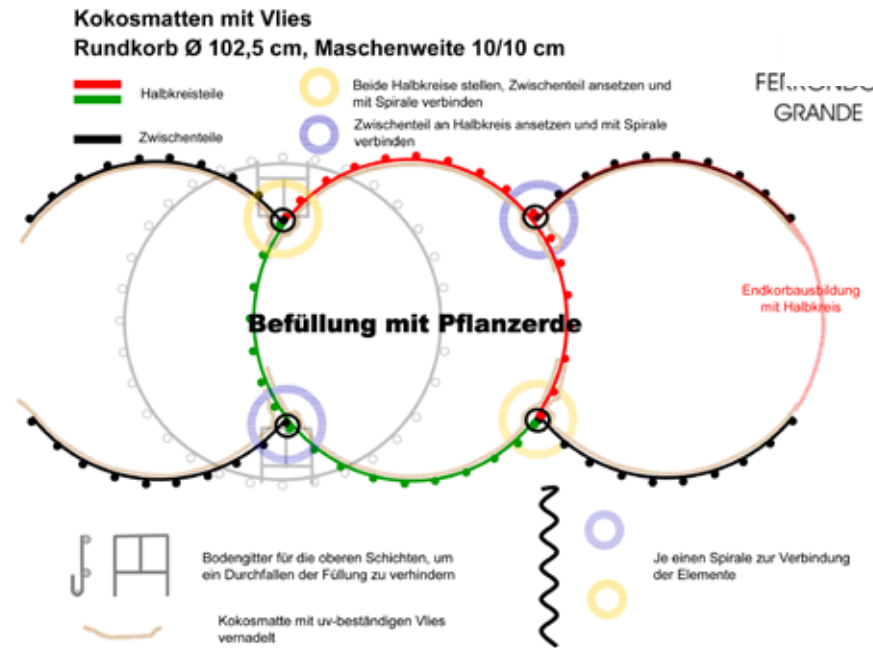 Kokosmatten mit Vlies
Rundkorb Ø 102,5 cm, Maschenweite 10/10 cm
Halbkreisteile
Beide Halbkreise stellen, Zwischenteil ansetzen und
mit Spirale verbinden
GRANDE
Zwischenteile
Zwischenteil an Halbkreis ansetzen und mit Spirale
verbinden
Endkorbausbildung
mit Halbkreis
Befüllung mit Pflanzerde
Bodengitter für die oberen Schichten, um
ein Durchfallen der Füllung zu verhindern
Je einen Spirale zur Verbindung
der Elemente
Kokosmatte mit uv-beständigen Vlies
vernadelt